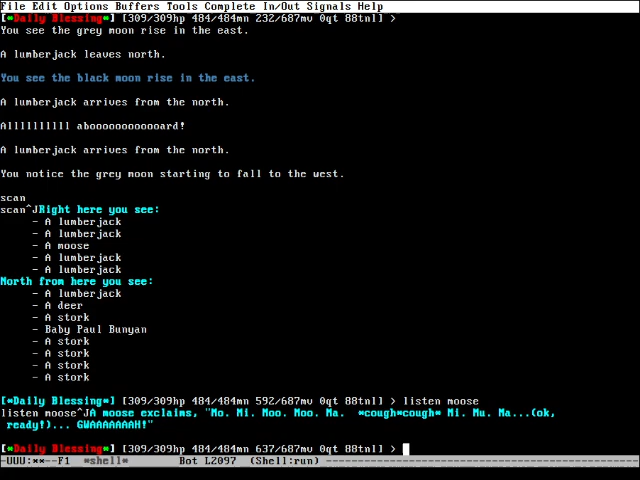 File Edit Options Buffers Tools Complete In/Out Signals Help
[*Daily Blessing*] [309/309hp 484/484mn 232/687mv 0qt 88tnl] >
You see the grey moon rise in the east.
A lumberjack leaves north.
You see the black moon rise in the east.
A lumberjack arrives from the north.
Alllllllll abooooooooooard!
A lumberjack arrives from the north.
You notice the grey moon starting to fall to the west.
scan
scan^JRight here you see:
- A lumberjack
- A lumberjack
- A moose
- A lumberjack
- A lumberjack
North from here you see:
- A lumberjack
- A deer
- A stork
- Baby Paul Bunyan
- A stork
- A stork
- A stork
- A stork
[*Daily Blessing*] [309/309hp 484/484mn 592/687mv 0qt 88tnl] > listen moose
listen moose^JA moose exclaims, "Mo. Mi. Moo. Moo. Ma.  *cough*cough* Mi. Mu. Ma...(ok,
ready!)... GWAAAAAAAH!"
[*Daily Blessing*] [309/309hp 484/484mn 637/687mv 0qt 88tnl] >
-UUU:**--F1  *shell*        Bot L2097  (Shell:run)